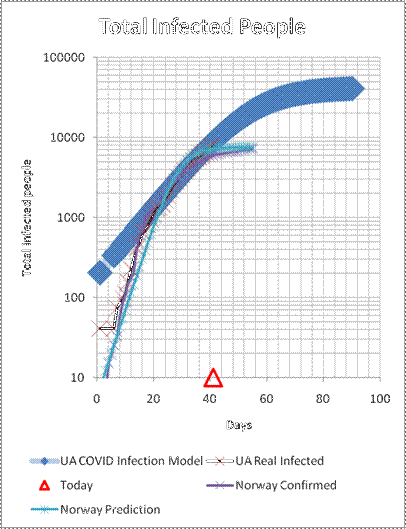 Total Infected People
100000
10000
1000
100
10
Total infected people
0 20 40 60 80 100
Days
UA COVID Infection Model UA Real Infected
Today Norway Confirmed
Norway Prediction